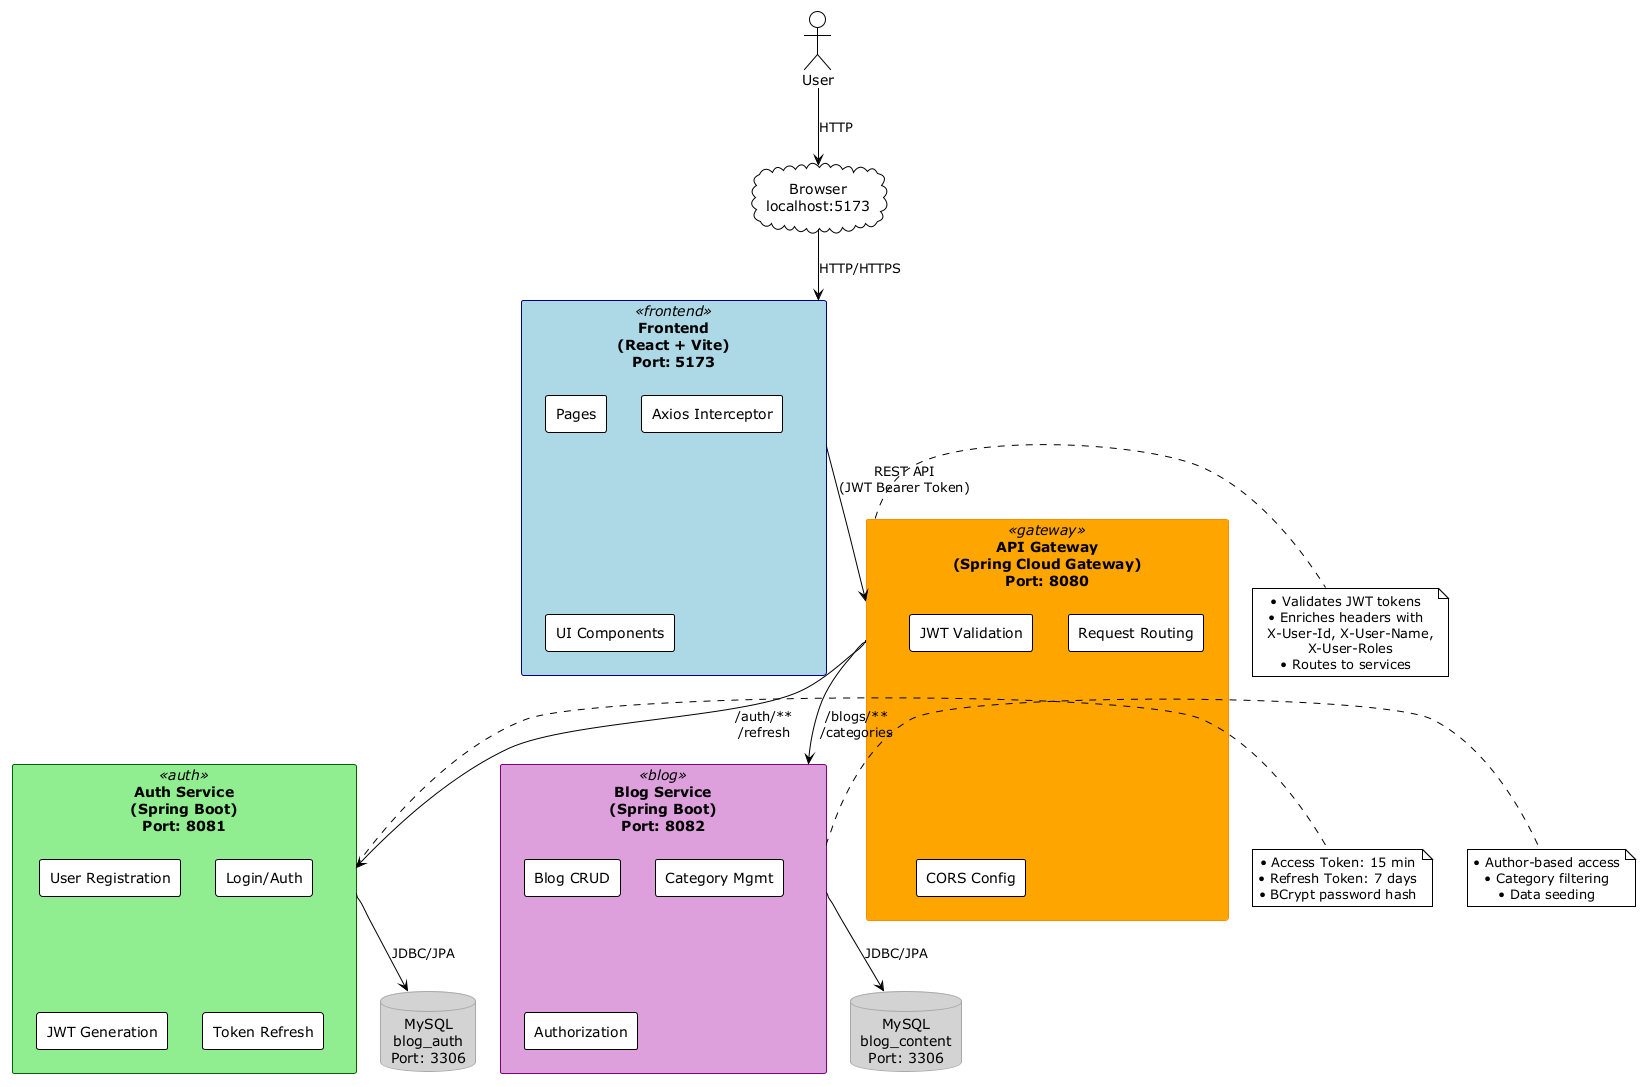 User
HTTP
Browser
localhost:5173
HTTP/HTTPS
«frontend»
Frontend
(React + Vite)
Port: 5173
Pages
Axios Interceptor
UI Components
REST API
(JWT Bearer Token)
«gateway»
API Gateway
(Spring Cloud Gateway)
Port: 8080
JWT Validation
Request Routing
CORS Config
• Validates JWT tokens
• Enriches headers with
X-User-Id, X-User-Name,
X-User-Roles
• Routes to services
/auth/**
/refresh
/blogs/**
/categories
«auth»
Auth Service
(Spring Boot)
Port: 8081
User Registration
Login/Auth
JWT Generation
Token Refresh
«blog»
Blog Service
(Spring Boot)
Port: 8082
Blog CRUD
Category Mgmt
Authorization
• Access Token: 15 min
• Refresh Token: 7 days
• BCrypt password hash
• Author-based access
• Category filtering
• Data seeding
JDBC/JPA
JDBC/JPA
MySQL
blog_auth
Port: 3306
MySQL
blog_content
Port: 3306